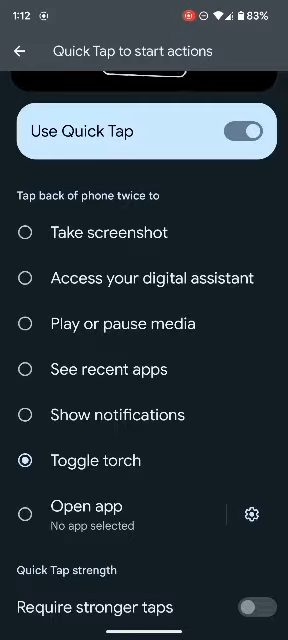 1:12
83%
Quick Tap to start actions
Use Quick Tap
Tap back of phone twice to
Take screenshot
Access your digital assistant
Play or pause media
See recent apps
Show notifications
Toggle torch
Open app
No app selected
Quick Tap strength
Require stronger taps